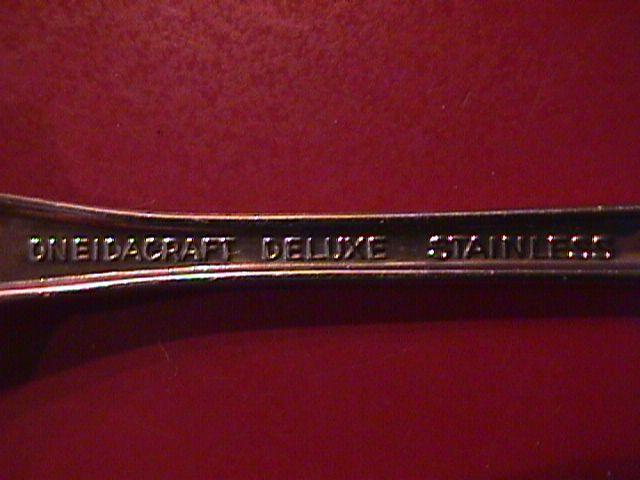 ONEIDACRAFT DELUXE STAINLESS